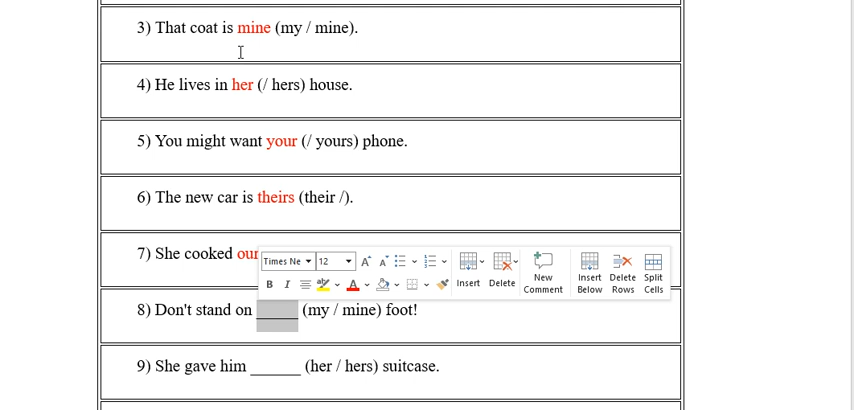 3) That coat is mine (my / mine).
4) He lives in her (/ hers) house.
5) You might want your (/ yours) phone.
6) The new car is theirs (their /).
7) She cooked our
Times Ne 12
B I A
Insert Delete New Comment Insert Below Delete Rows Split Cells
8) Don't stand on _____ (my / mine) foot!
9) She gave him ______ (her / hers) suitcase.